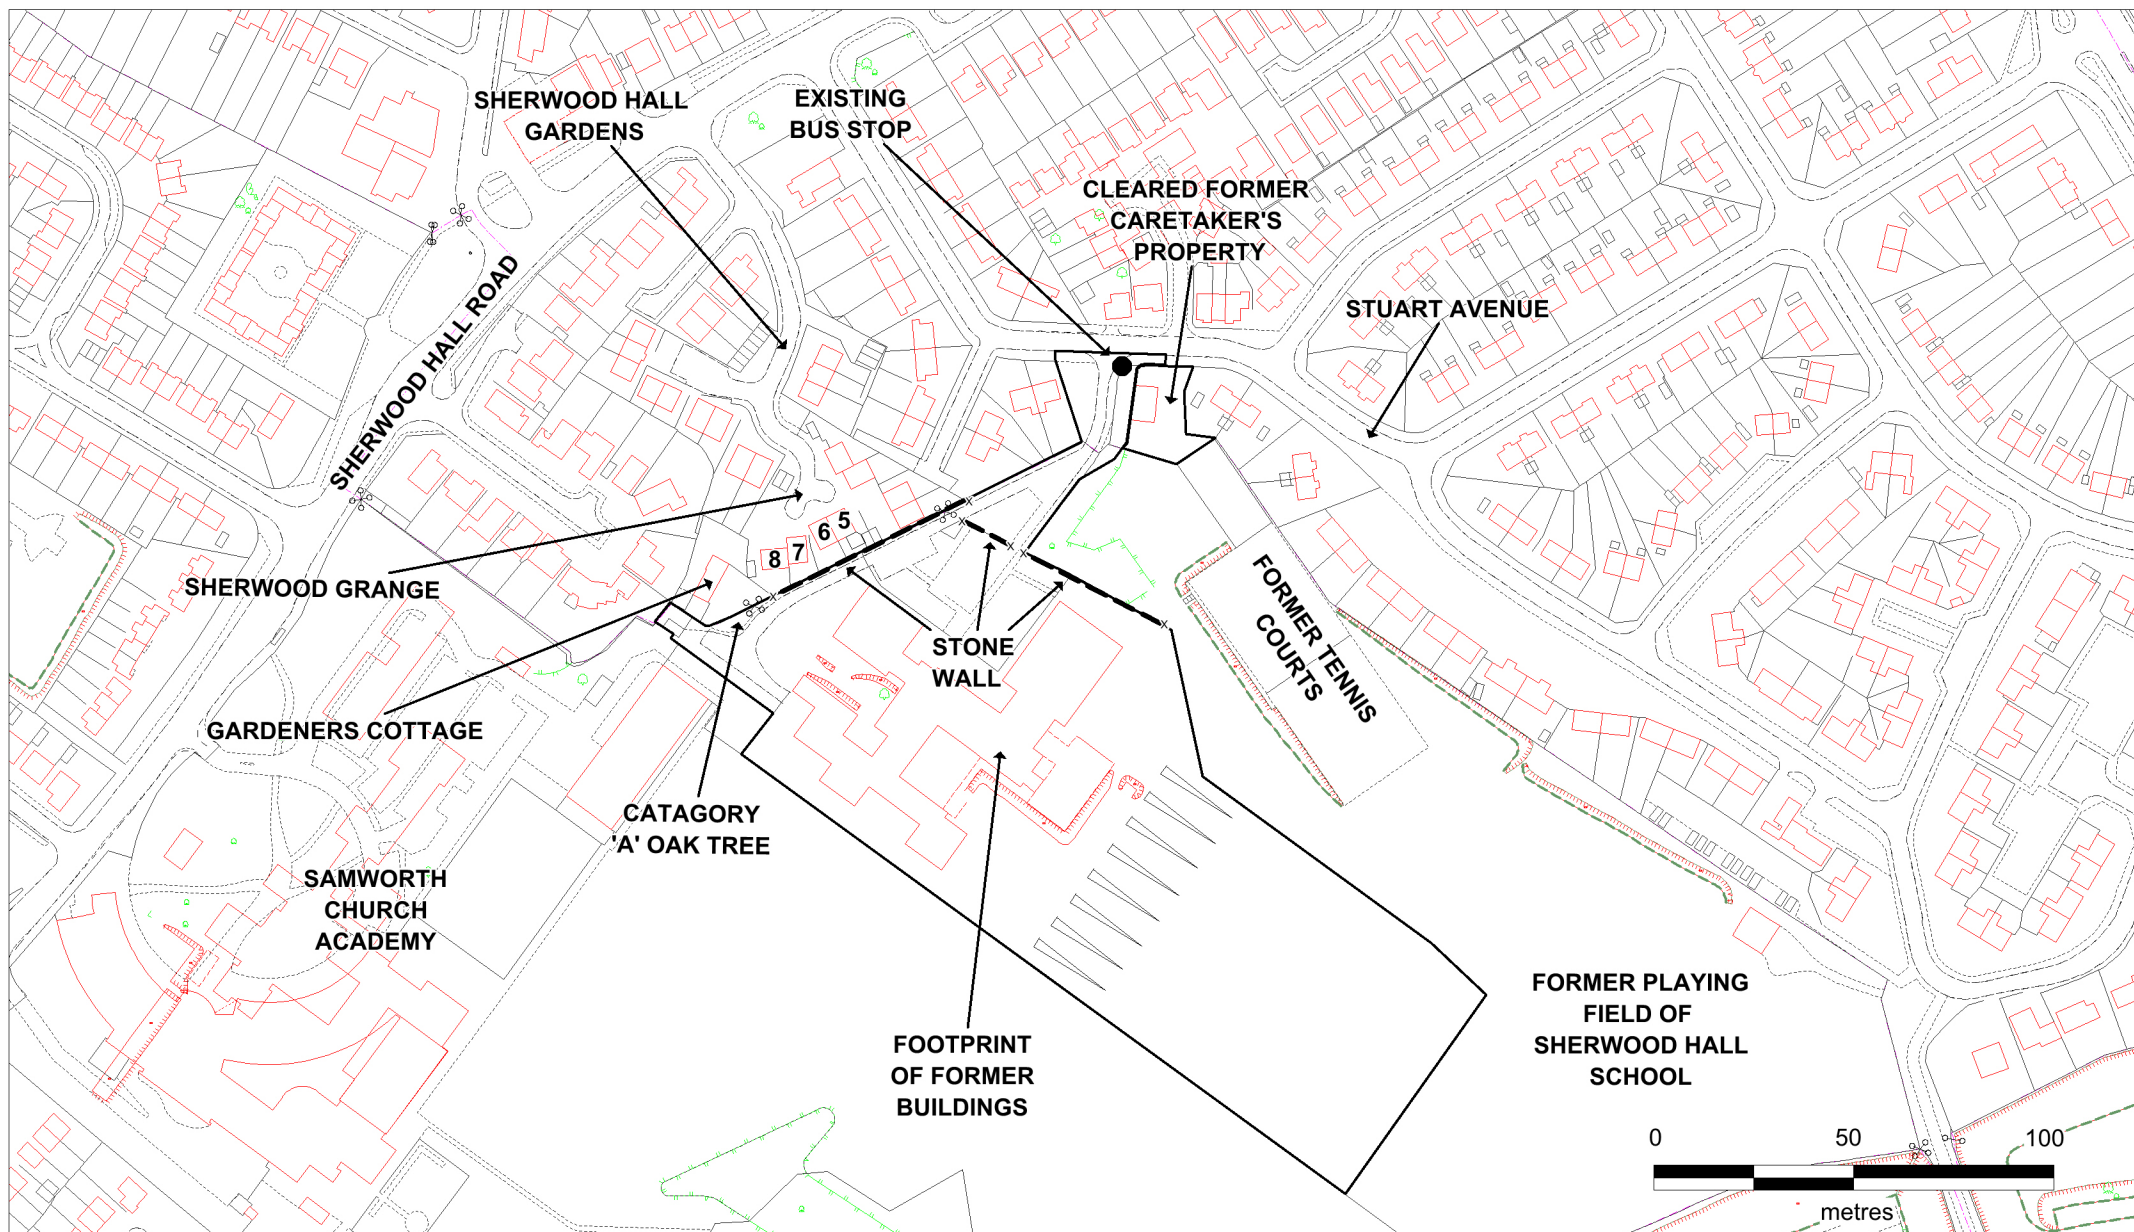 SHERWOOD HALL
GARDENS
EXISTING
BUS STOP
CLEARED FORMER
CARETAKER'S
PROPERTY
STUART AVENUE
SHERWOOD HALL ROAD
5
6
7
8
SHERWOOD GRANGE
FORMER TENNIS
COURTS
STONE
WALL
GARDENERS COTTAGE
CATAGORY
'A' OAK TREE
SAMWORTH
CHURCH
ACADEMY
FOOTPRINT
OF FORMER
BUILDINGS
FORMER PLAYING
FIELD OF
SHERWOOD HALL
SCHOOL
0 50 100
metres